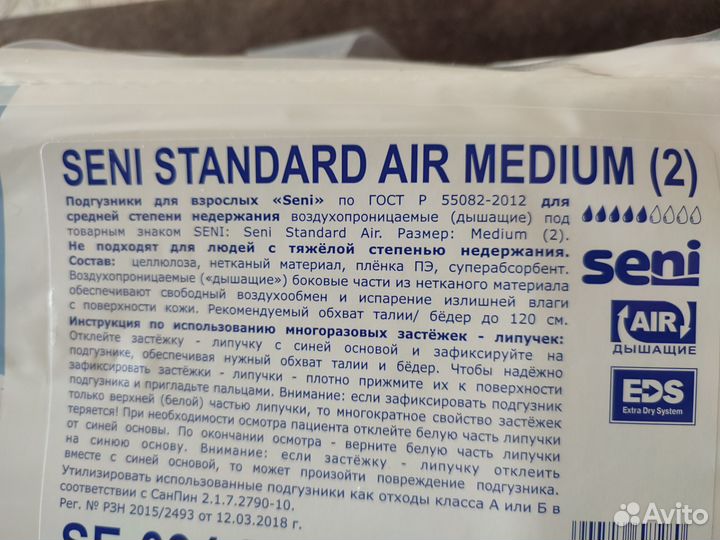 SENI STANDARD AIR MEDIUM (2)
Подгузники для взрослых «Seni» по ГОСТ Р 55082-2012 для
средней степени недержания воздухопроницаемые (дышащие) под
товарным знаком SENI: Seni Standard Air. Размер: Medium (2).
Не подходят для людей с тяжёлой степенью недержания.
Состав: целлюлоза, нетканый материал, плёнка ПЭ, суперабсорбент.
Воздухопроницаемые («дышащие») боковые части из нетканого материала
обеспечивают свободный воздухообмен и испарение излишней влаги
с поверхности кожи. Рекомендуемый обхват талии/ бёдер до 120 см.
Инструкция по использованию многоразовых застёжек - липучек:
Отклейте застёжку - липучку с синей основой и зафиксируйте на
подгузнике, обеспечивая нужный обхват талии и бёдер. Чтобы надёжно
зафиксировать застёжки - липучки - плотно прижмите их к поверхности
подгузника и пригладьте пальцами. Внимание: если зафиксировать подгузник
только верхней (белой) частью липучки, то многократное свойство застёжек
теряется! При необходимости осмотра пациента отклейте белую часть липучки
от синей основы. По окончании осмотра - верните белую часть липучки
на синюю основу. Внимание: если застёжку - липучку отклеить
вместе с синей основой, то может произойти повреждение подгузника.
Утилизировать использованные подгузники как отходы класса А или Б в
соответствии с СанПин 2.1.7.2790-10.
Рег. № РЗН 2015/2493 от 12.03.2018 г.
seni
AIR
ДЫШАЩИЕ
EDS
Extra Dry System
Avito